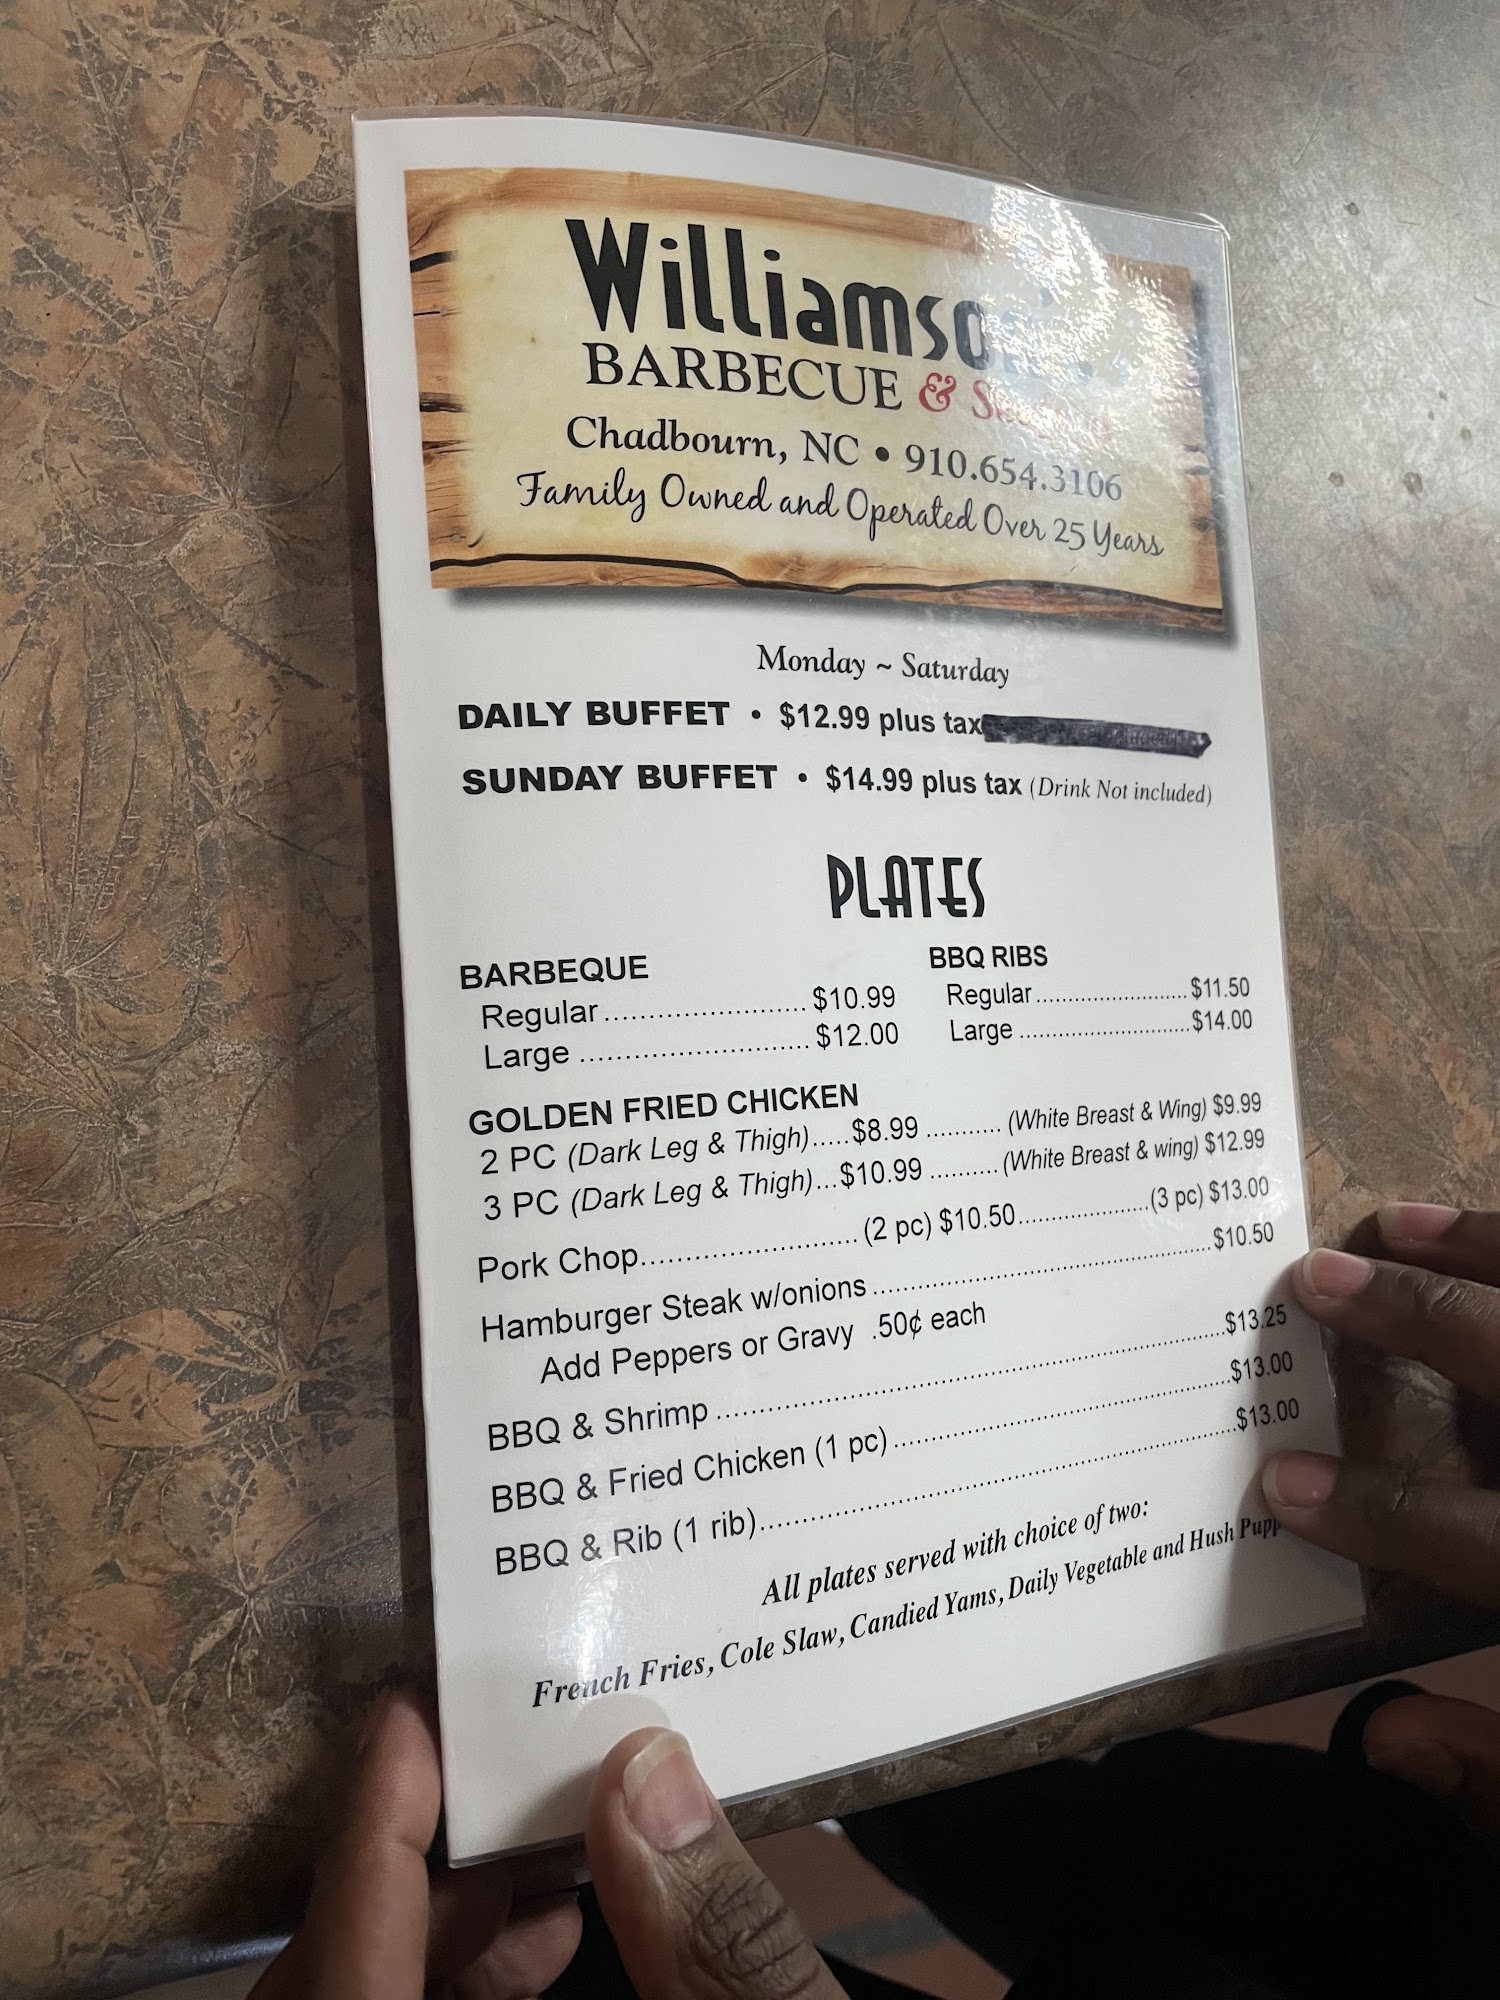 Williamson's
BARBECUE & Seafood
Chadbourn, NC • 910.654.3106
Family Owned and Operated Over 25 Years
Monday ~ Saturday
DAILY BUFFET • $12.99 plus tax
SUNDAY BUFFET • $14.99 plus tax (Drink Not included)
PLATES
BARBEQUE
Regular ........................ $10.99
Large ........................... $12.00
BBQ RIBS
Regular ......................... $11.50
Large ............................ $14.00
GOLDEN FRIED CHICKEN
2 PC (Dark Leg & Thigh).....$8.99 ........... (White Breast & Wing) $9.99
3 PC (Dark Leg & Thigh)...$10.99 .......... (White Breast & wing) $12.99
Pork Chop.......................... (2 pc) $10.50......................(3 pc) $13.00
Hamburger Steak w/onions ................................................ $10.50
Add Peppers or Gravy .50¢ each
BBQ & Shrimp ........................................................................ $13.25
BBQ & Fried Chicken (1 pc) ................................................ $13.00
BBQ & Rib (1 rib)................................................................... $13.00
All plates served with choice of two:
French Fries, Cole Slaw, Candied Yams, Daily Vegetable and Hush